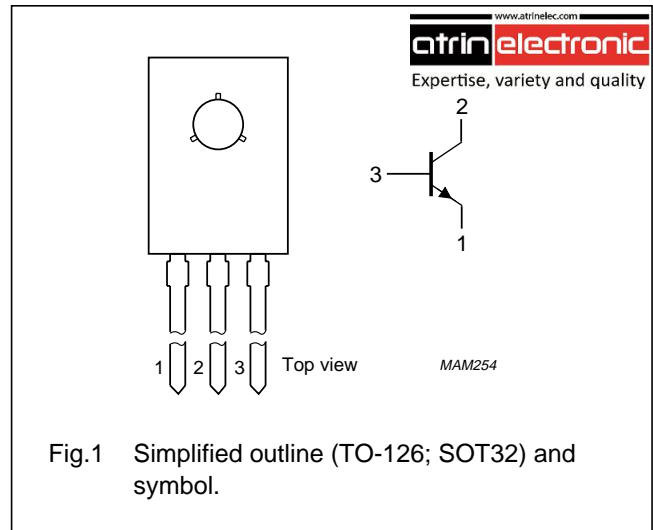 www.atrinelec.com
atrin electronic
Expertise, variety and quality
2
3
1
1 2 3 Top view MAM254
Fig.1 Simplified outline (TO-126; SOT32) and
symbol.